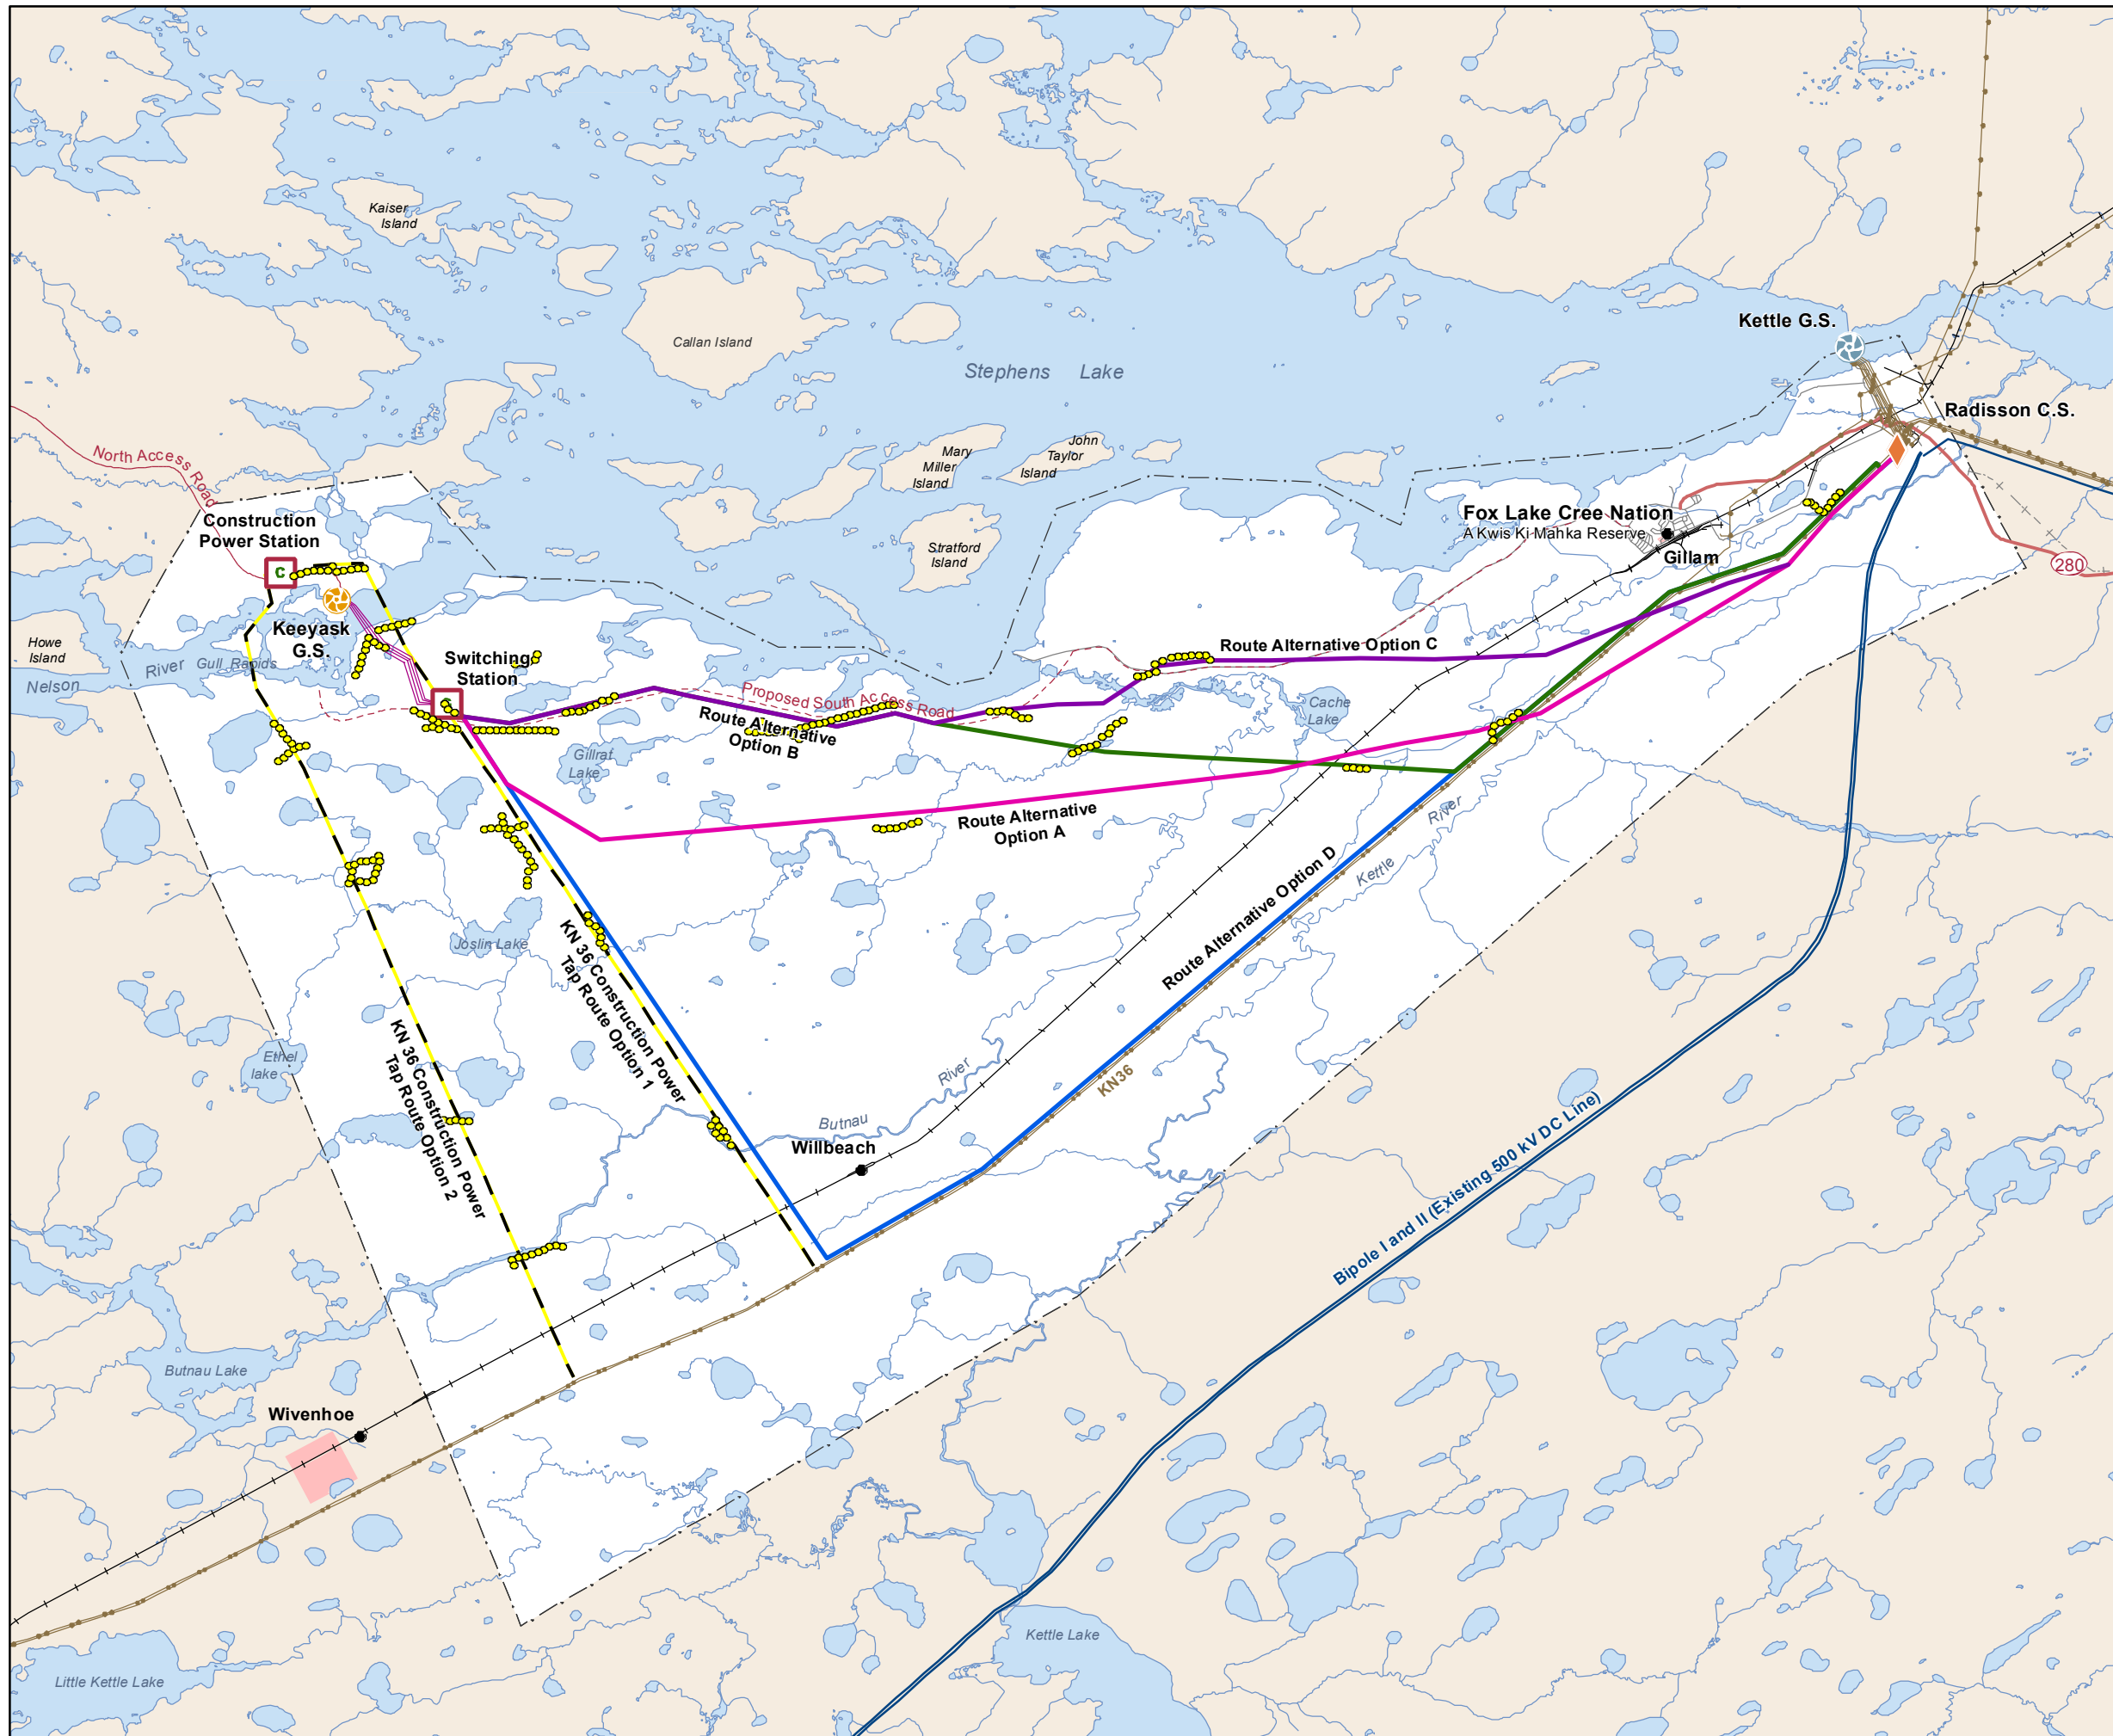 Kaiser
Island
Callan Island
Stephens Lake
Kettle G.S.
Radisson C.S.
Mary
Miller
Island
John
Taylor
Island
Stratford
Island
North Access Road
Construction
Power Station
C
Fox Lake Cree Nation
A Kwis Ki Mahka Reserve
Gillam
280
Keeyask
G.S.
Howe
Island
Nelson
River
Gull Rapids
Switching
Station
Route Alternative Option C
Proposed South Access Road
Route Alternative
Option B
Cache
Lake
Gillrat
Lake
Route Alternative
Option A
River
Kettle
Route Alternative Option D
Joslin Lake
KN 36 Construction Power
Tap Route Option 1
KN 36 Construction Power
Tap Route Option 2
Ethel
lake
River
Butnau
KN36
Willbeach
Bipole I and II (Existing 500 kV DC Line)
Butnau Lake
Wivenhoe
Kettle Lake
Little Kettle Lake